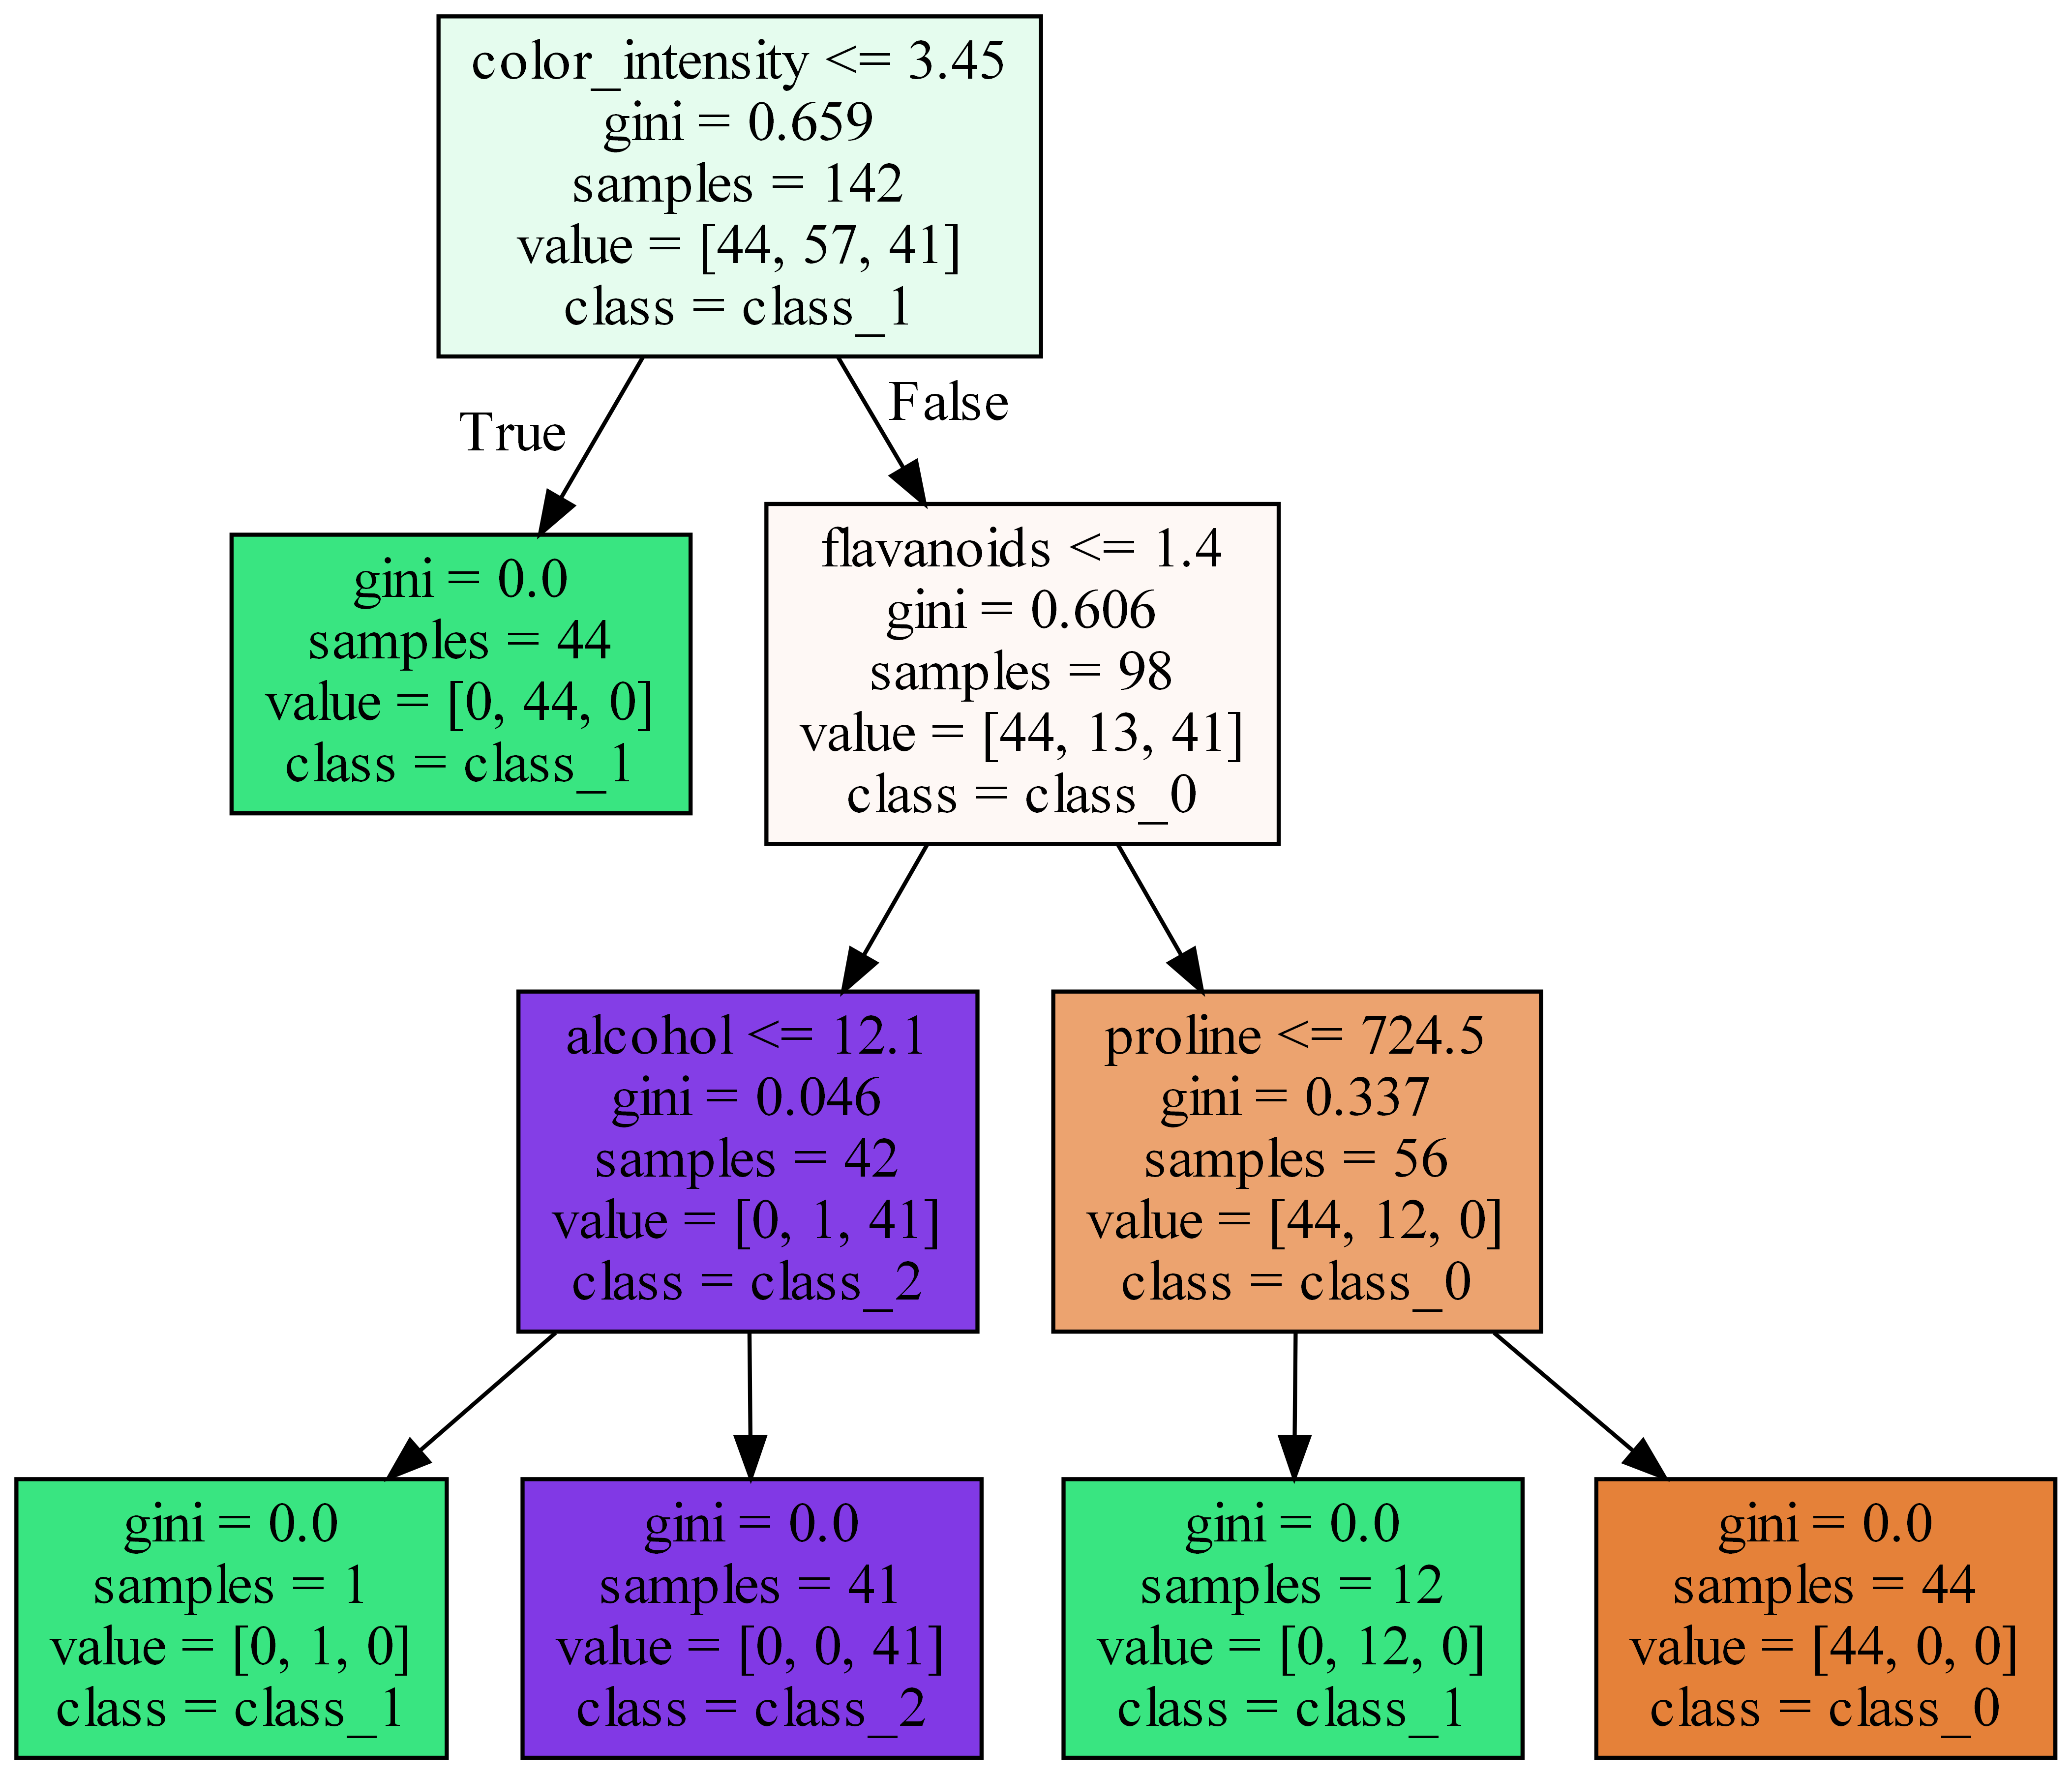 color_intensity <= 3.45
gini = 0.659
samples = 142
value = [44, 57, 41]
class = class_1
True
False
gini = 0.0
samples = 44
value = [0, 44, 0]
class = class_1
flavanoids <= 1.4
gini = 0.606
samples = 98
value = [44, 13, 41]
class = class_0
alcohol <= 12.1
gini = 0.046
samples = 42
value = [0, 1, 41]
class = class_2
proline <= 724.5
gini = 0.337
samples = 56
value = [44, 12, 0]
class = class_0
gini = 0.0
samples = 1
value = [0, 1, 0]
class = class_1
gini = 0.0
samples = 41
value = [0, 0, 41]
class = class_2
gini = 0.0
samples = 12
value = [0, 12, 0]
class = class_1
gini = 0.0
samples = 44
value = [44, 0, 0]
class = class_0